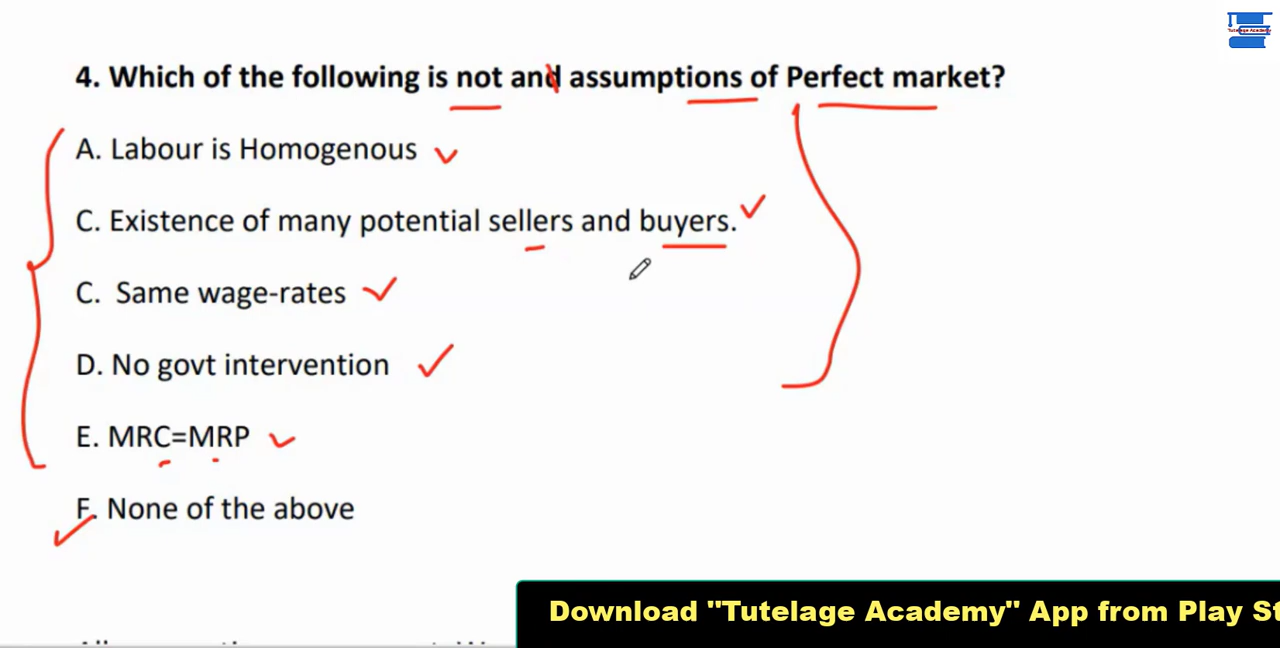 Tutelage Academy
4. Which of the following is not and assumptions of Perfect market?
A. Labour is Homogenous
C. Existence of many potential sellers and buyers.
C. Same wage-rates
D. No govt intervention
E. MRC=MRP
F. None of the above
Download "Tutelage Academy" App from Play St